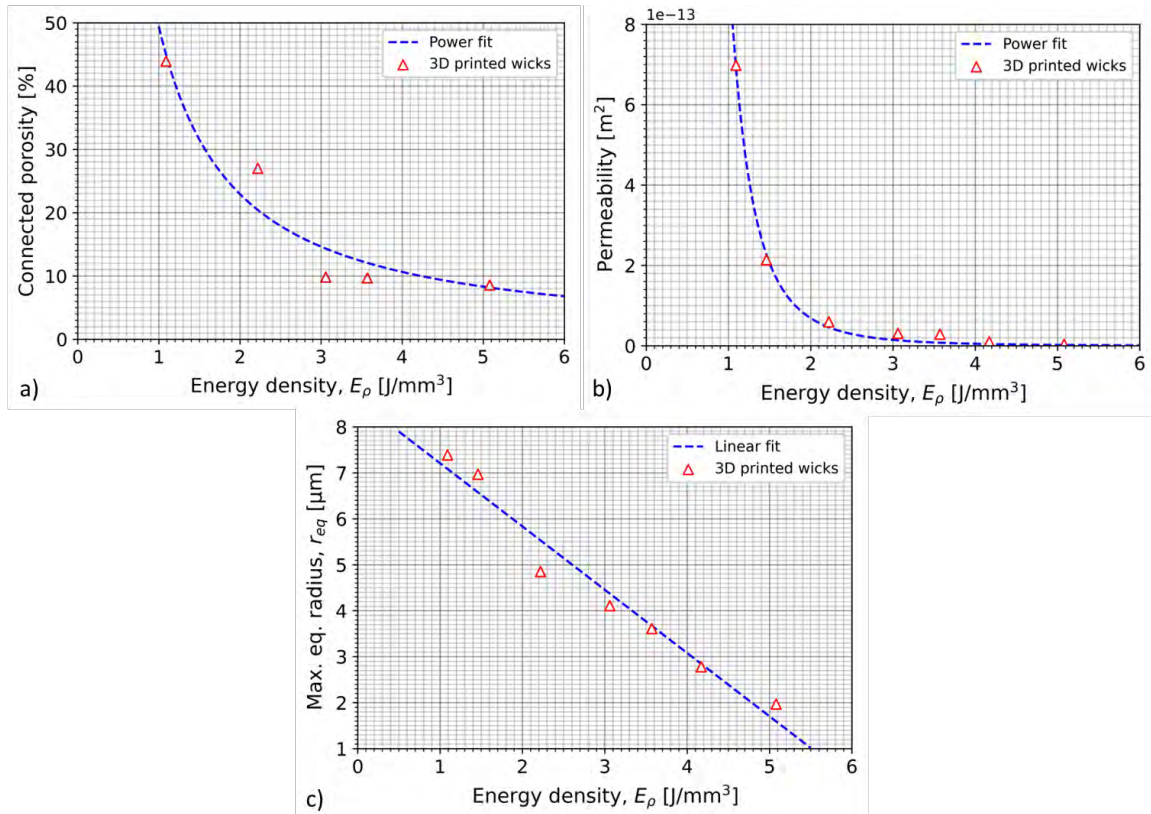 50
40
30
20
10
0
0 1 2 3 4 5 6
Connected porosity [%]
Energy density, Eρ [J/mm³]
Power fit
3D printed wicks
a)
1e−13
8
6
4
2
0
0 1 2 3 4 5 6
Permeability [m²]
Energy density, Eρ [J/mm³]
Power fit
3D printed wicks
b)
8
7
6
5
4
3
2
1
0 1 2 3 4 5 6
Max. eq. radius, req [μm]
Energy density, Eρ [J/mm³]
Linear fit
3D printed wicks
c)